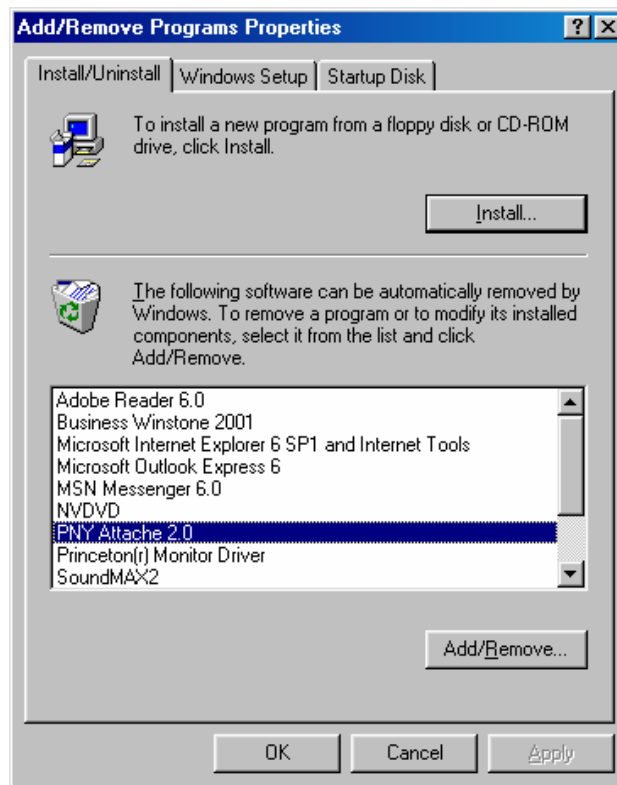 Add/Remove Programs Properties
Install/Uninstall Windows Setup Startup Disk
To install a new program from a floppy disk or CD-ROM
drive, click Install.
Install...
The following software can be automatically removed by
Windows. To remove a program or to modify its installed
components, select it from the list and click
Add/Remove.
Adobe Reader 6.0
Business Winstone 2001
Microsoft Internet Explorer 6 SP1 and Internet Tools
Microsoft Outlook Express 6
MSN Messenger 6.0
NVDVD
PNY Attache 2.0
Princeton(r) Monitor Driver
SoundMAX2
Add/Remove...
OK Cancel Apply